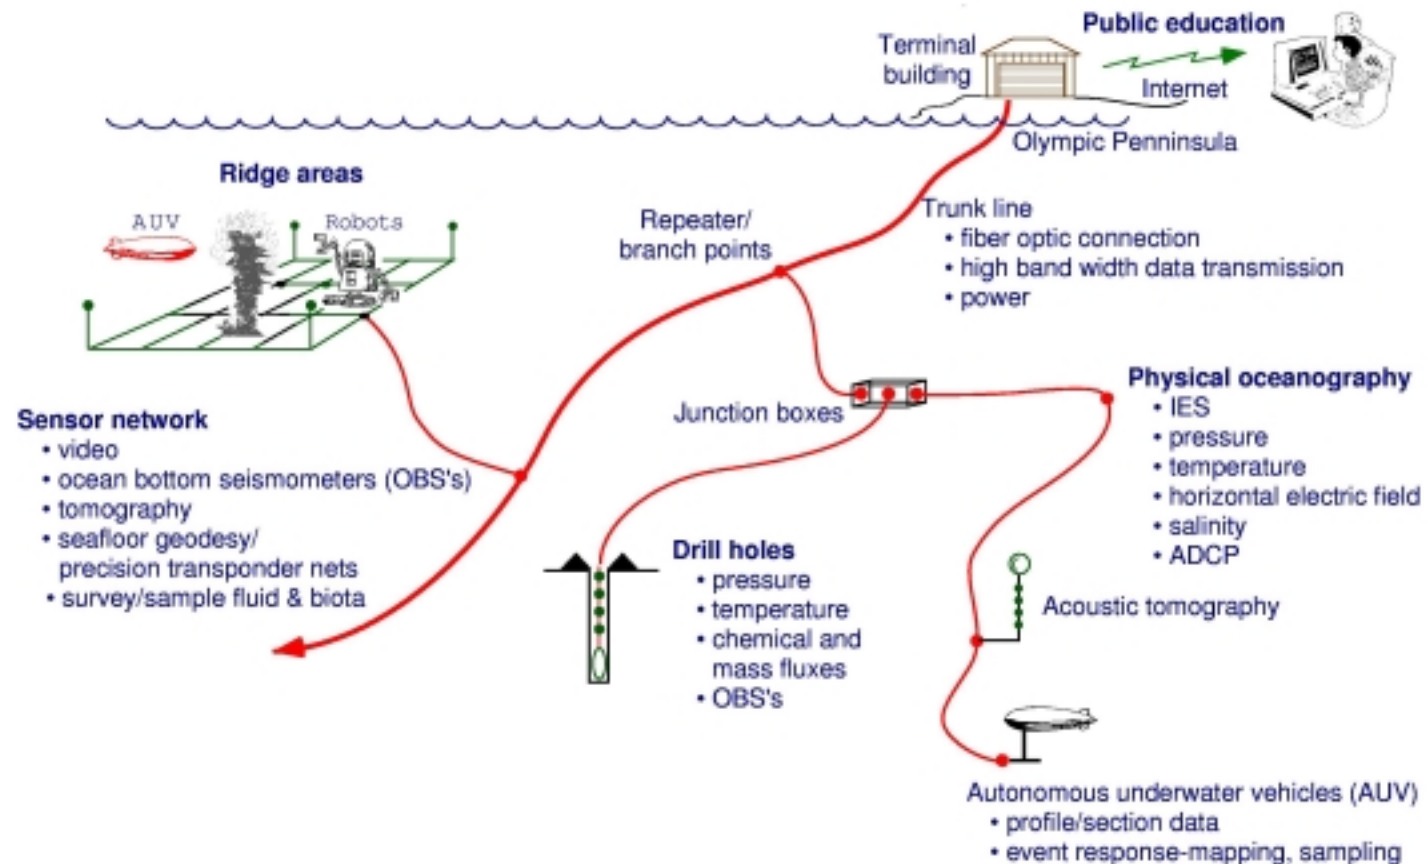 Public education
Terminal
building
Internet
Olympic Penninsula
Ridge areas
AUV
Robots
Repeater/
branch points
Trunk line
• fiber optic connection
• high band width data transmission
• power
Junction boxes
Physical oceanography
• IES
• pressure
• temperature
• horizontal electric field
• salinity
• ADCP
Sensor network
• video
• ocean bottom seismometers (OBS's)
• tomography
• seafloor geodesy/
precision transponder nets
• survey/sample fluid & biota
Drill holes
• pressure
• temperature
• chemical and
mass fluxes
• OBS's
Acoustic tomography
Autonomous underwater vehicles (AUV)
• profile/section data
• event response-mapping, sampling